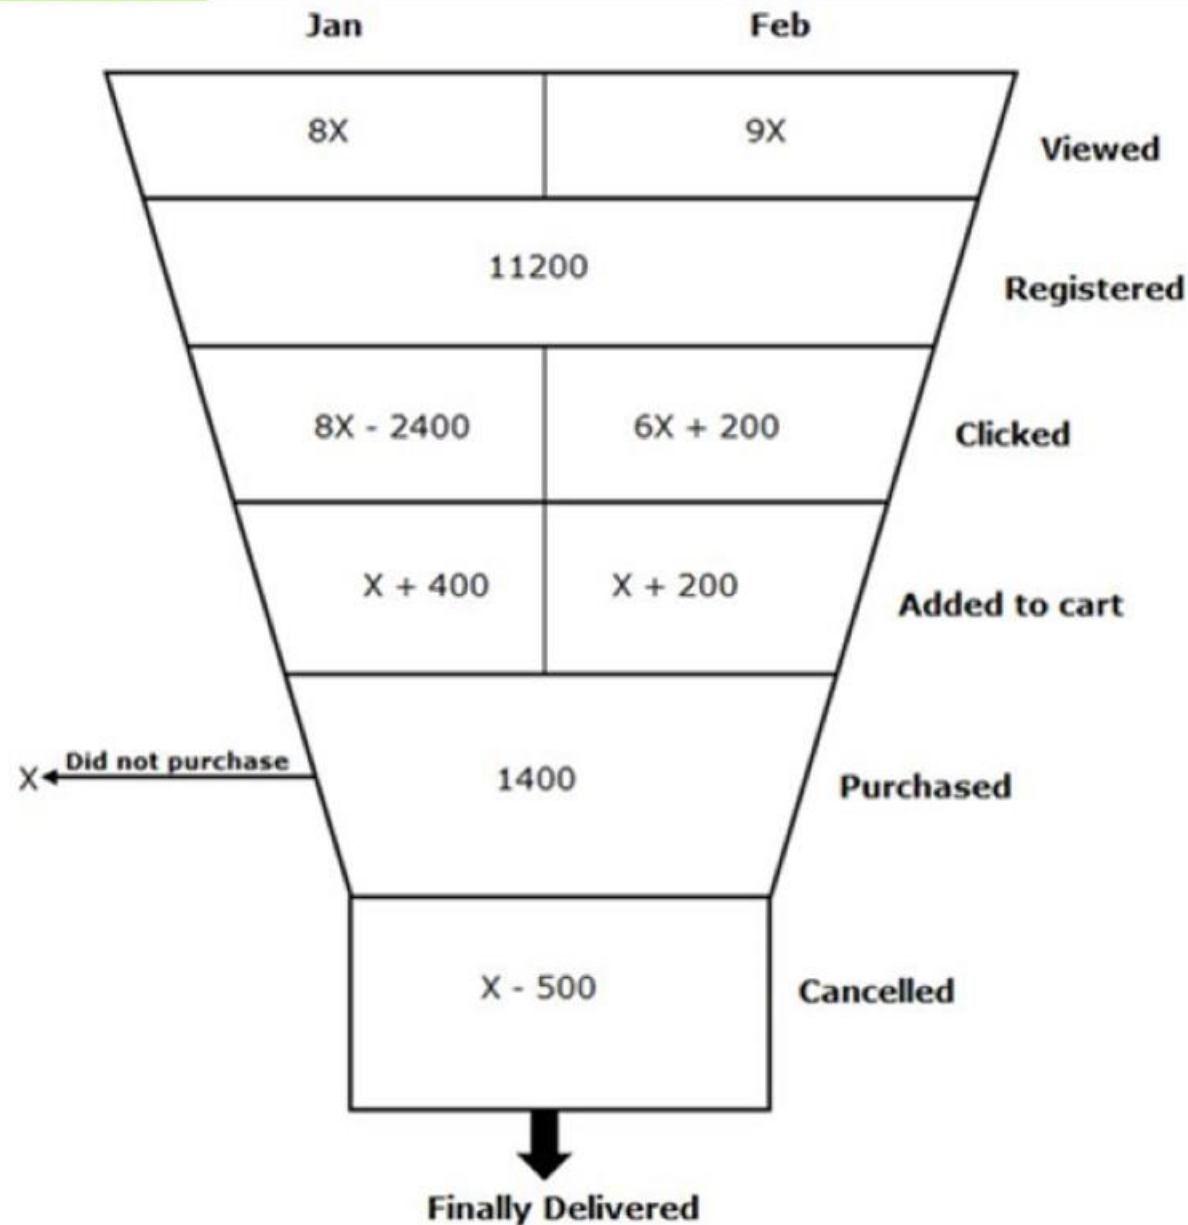 Jan Feb
8X 9X Viewed
11200
Registered
8X - 2400 6X + 200 Clicked
X + 400 X + 200 Added to cart
Did not purchase
X 1400 Purchased
X - 500 Cancelled
Finally Delivered